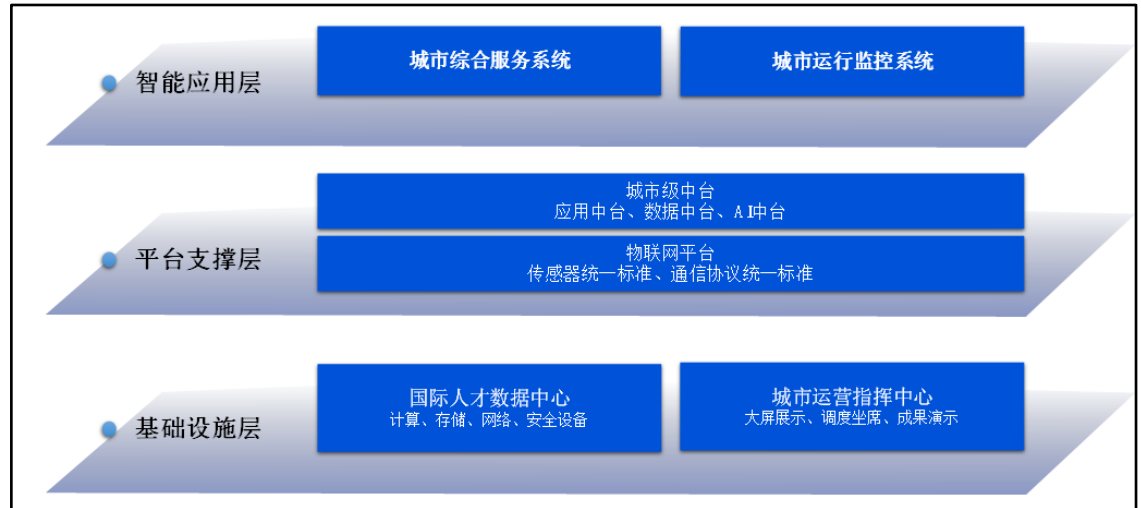 智能应用层
城市综合服务系统
城市运行监控系统
平台支撑层
城市级中台
应用中台、数据中台、AI中台
物联网平台
传感器统一标准、通信协议统一标准
基础设施层
国际人才数据中心
计算、存储、网络、安全设备
城市运营指挥中心
大屏展示、调度坐席、成果演示